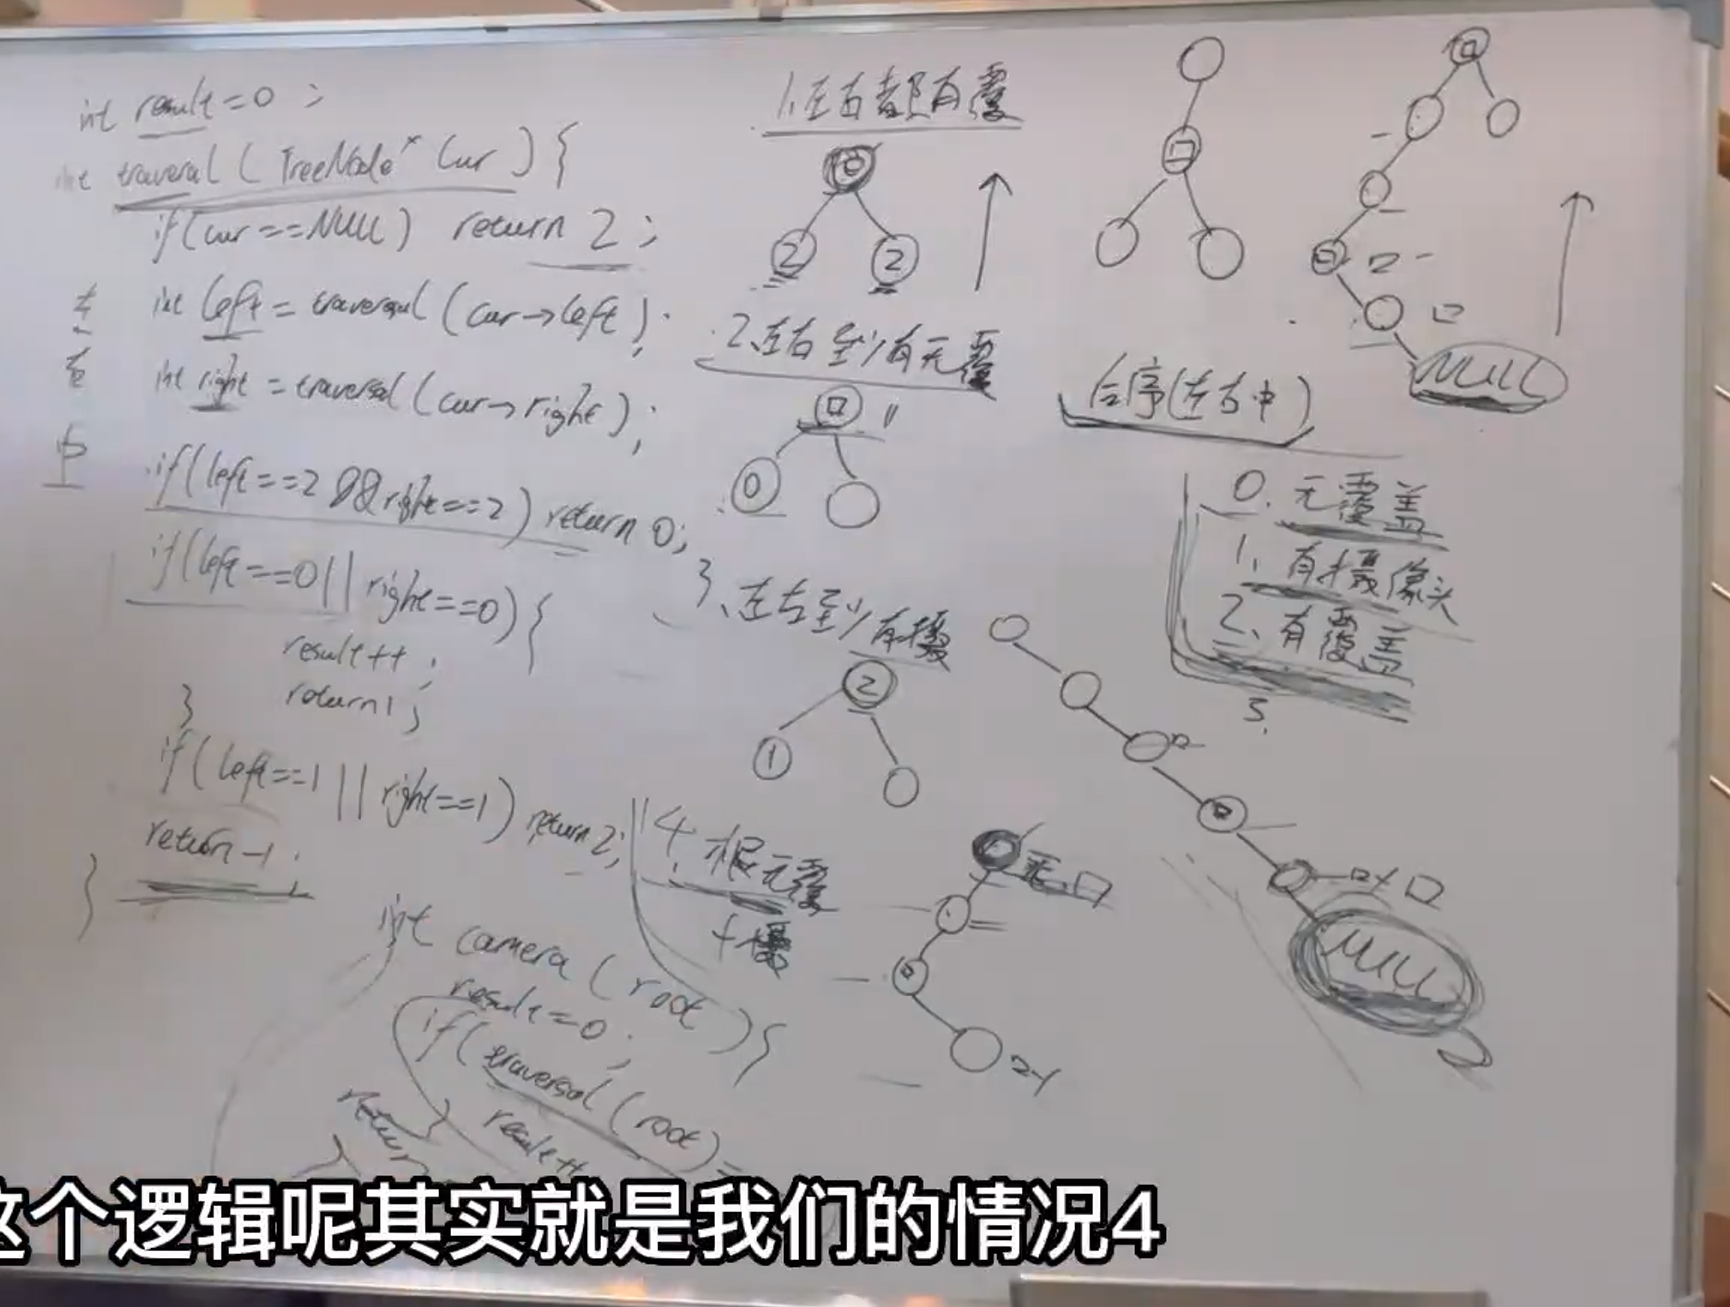 int result=0;
int traversal(TreeNode* cur){
if(cur==NULL) return 2;
左 int left=traversal(cur->left);
右 int right=traversal(cur->right);
中
if(left==2&&right==2) return 0;
if(left==0||right==0){
result++;
return 1;
}
if(left==1||right==1) return 2;
return -1;
}
int camera(root){
result=0;
if(traversal(root)=
result++
return
1.左右都有覆
0
2
2
2、左右至少有无覆
0
3、左右至少有摄
2
1
4.根无覆
+摄
无口
NULL
后序(左右中)
0.无覆盖
1、有摄像头
2、有覆盖
3.
NULL
这个逻辑呢其实就是我们的情况4